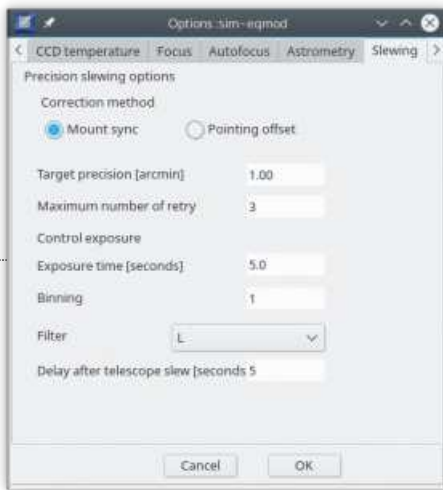 Options :sim-eqmod
CCD temperature Focus Autofocus Astrometry Slewing
Precision slewing options
Correction method
Mount sync Pointing offset
Target precision [arcmin] 1.00
Maximum number of retry 3
Control exposure
Exposure time [seconds] 5.0
Binning 1
Filter L
Delay after telescope slew [seconds 5
Cancel OK